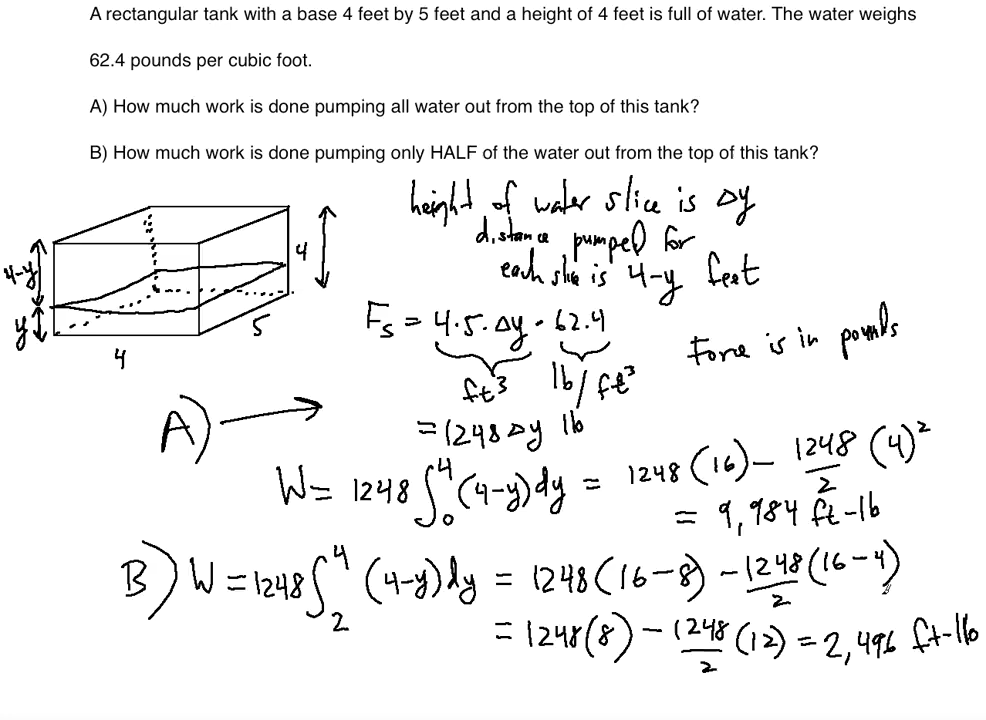 A rectangular tank with a base 4 feet by 5 feet and a height of 4 feet is full of water. The water weighs
62.4 pounds per cubic foot.
A) How much work is done pumping all water out from the top of this tank?
B) How much work is done pumping only HALF of the water out from the top of this tank?
height of water slice is Δy
distance pumped for
each slice is 4-y feet
4-y
y
4
5
4
Fs = 4·5·Δy · 62.4
ft³ lb/ft³
Force is in pounds
= 1248 Δy lb
A) →
W = 1248 ∫₀⁴ (4-y)dy = 1248 (16) - 1248/2 (4)²
= 9,984 ft-lb
B) W = 1248 ∫₂⁴ (4-y)dy = 1248 (16-8) - 1248/2 (16-4)
= 1248(8) - 1248/2 (12) = 2,496 ft-lb